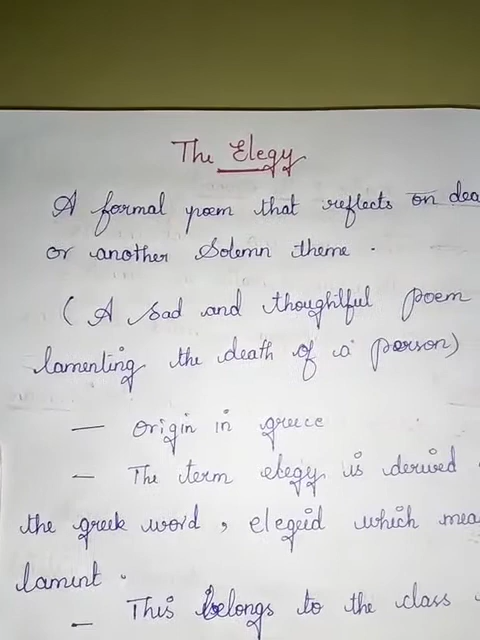 The Elegy
A formal poem that reflects on dea
or another Solemn theme .
( A sad and thoughtful poem
lamenting the death of a person)
— origin in greece
— The term elegy is derived
the greek word , elegeid which mea
lament .
— This belongs to the class